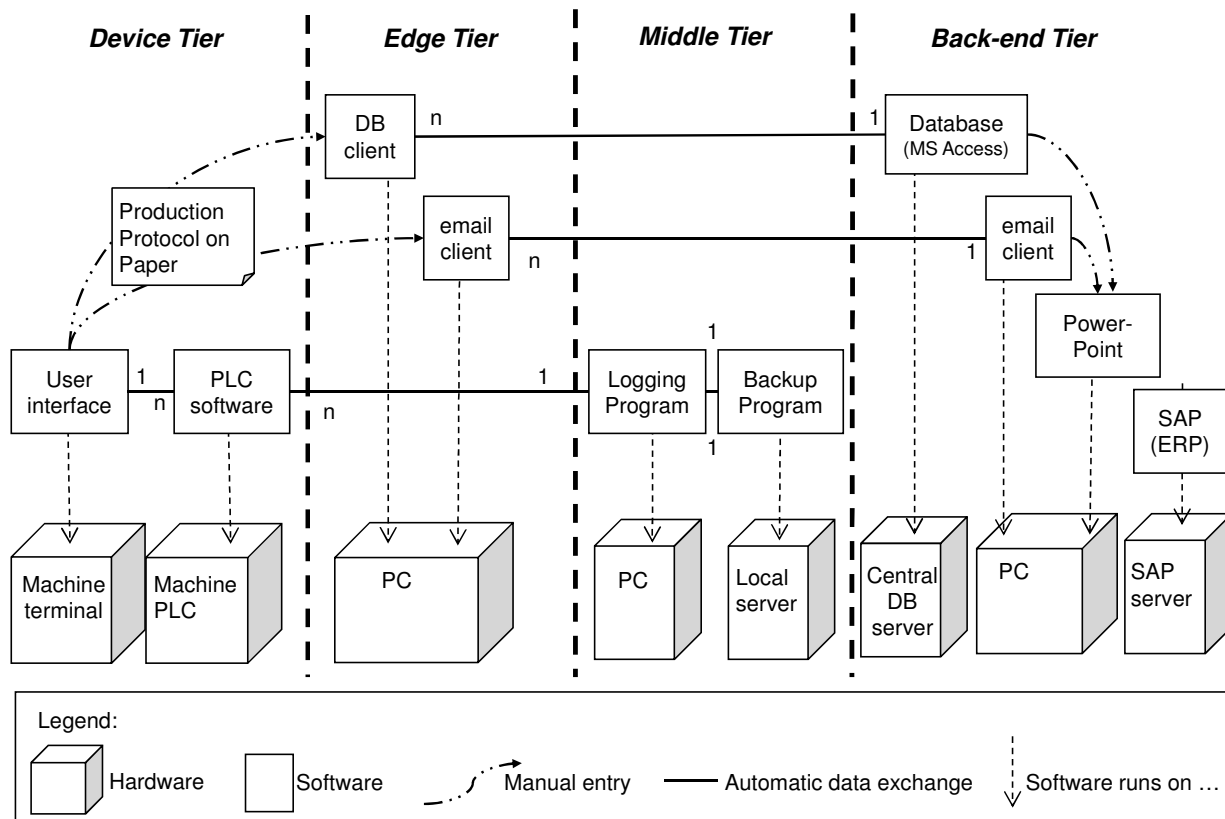 Device Tier
Edge Tier
Middle Tier
Back-end Tier
DB
client
n
1
Database
(MS Access)
Production
Protocol on
Paper
email
client
n
1
email
client
Power-
Point
User
interface
1
n
PLC
software
n
1
Logging
Program
1
1
Backup
Program
SAP
(ERP)
Machine
terminal
Machine
PLC
PC
PC
Local
server
Central
DB
server
PC
SAP
server
Legend:
Hardware
Software
Manual entry
Automatic data exchange
Software runs on …